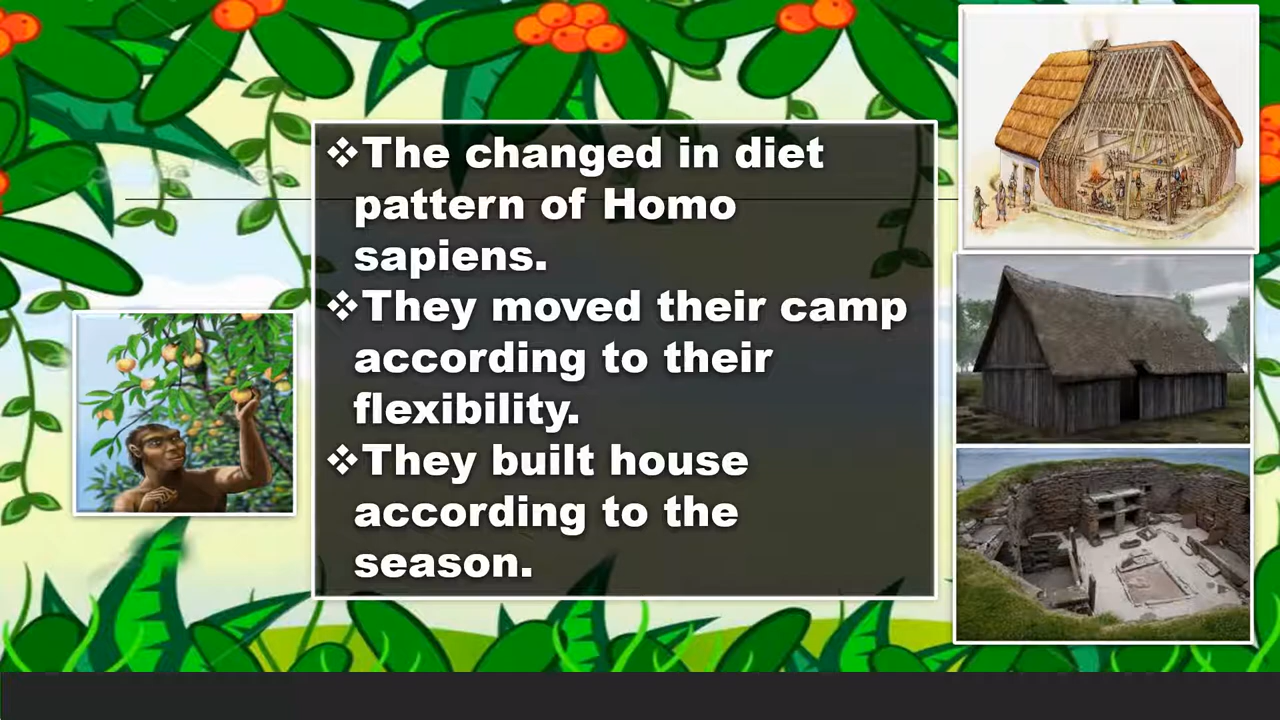 ❖The changed in diet
pattern of Homo
sapiens.
❖They moved their camp
according to their
flexibility.
❖They built house
according to the
season.